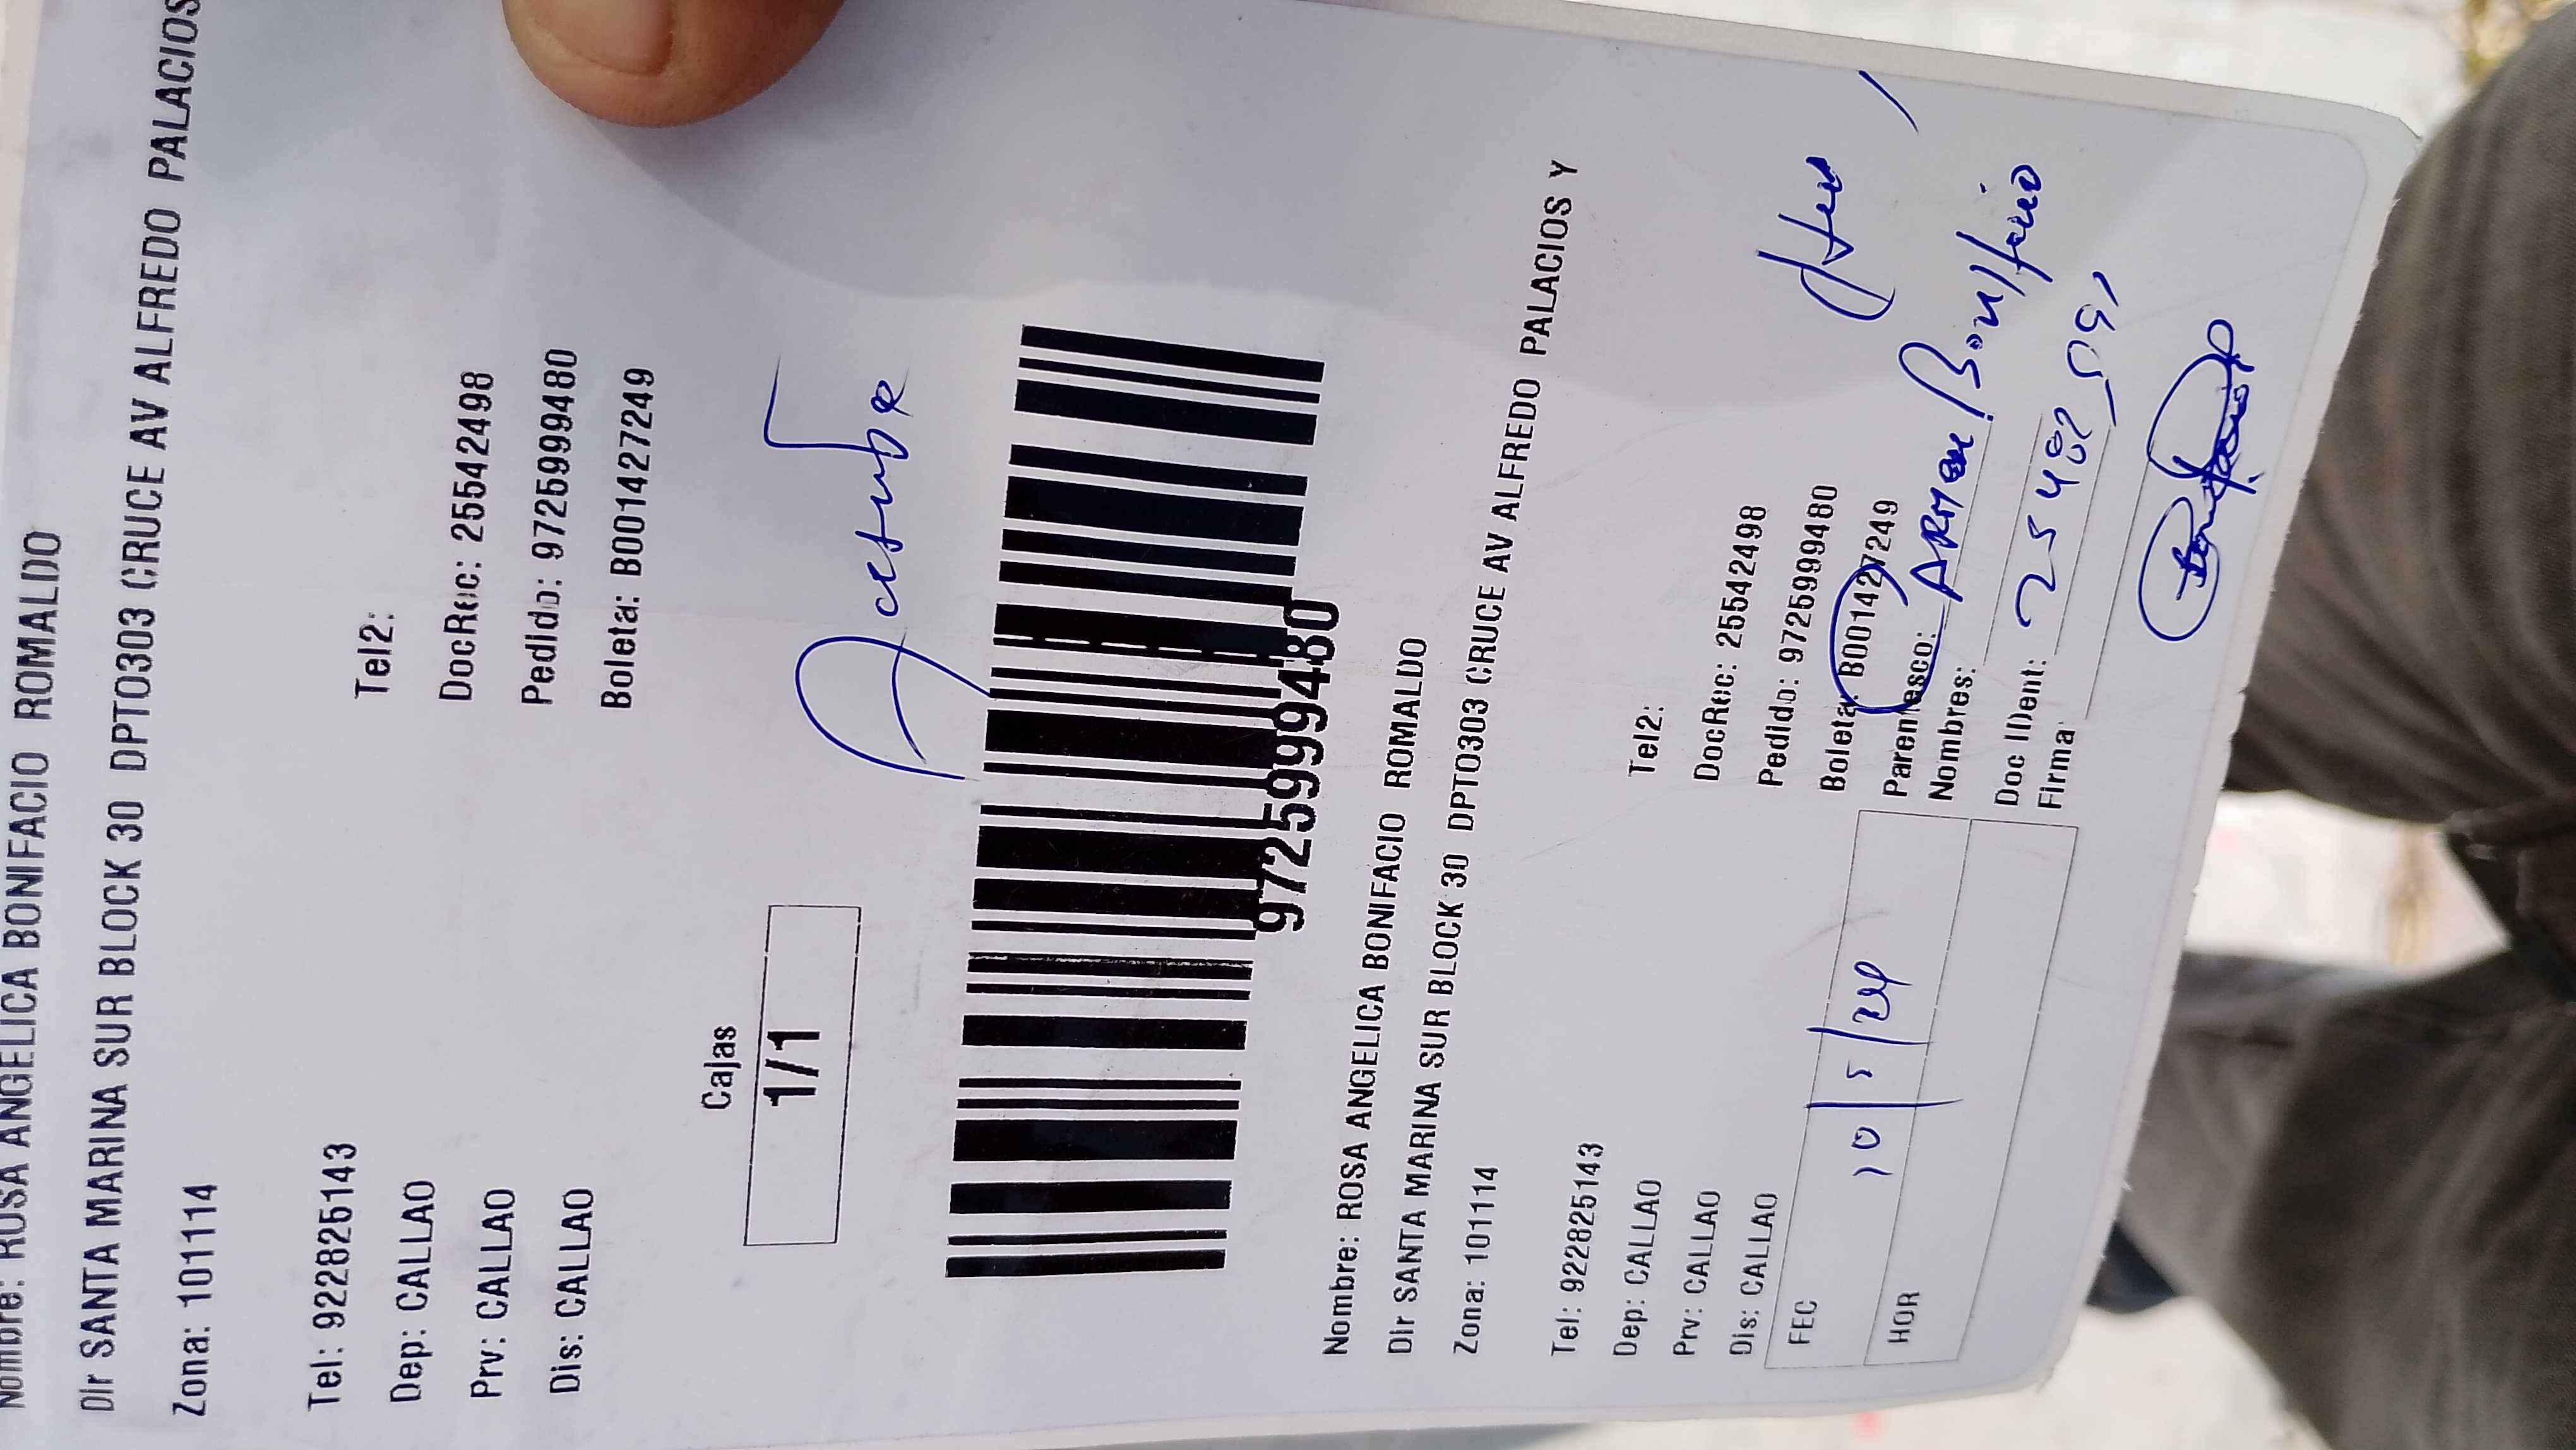 Nombre: ROSA ANGELICA BONIFACIO ROMALDO
Dir SANTA MARINA SUR BLOCK 30 DPTO303 CRUCE AV ALFREDO PALACIOS
Zona: 101114
Tel: 922825143 Tel2:
Dep: CALLAO DocRec: 25542498
Prv: CALLAO Pedido: 97259999480
Dis: CALLAO Boleta: B001427249
Cajas
1/1
97259999480
Nombre: ROSA ANGELICA BONIFACIO ROMALDO
Dir SANTA MARINA SUR BLOCK 30 DPTO303 CRUCE AV ALFREDO PALACIOS Y
Zona: 101114
Tel: 922825143 Tel2:
Dep: CALLAO DocRec: 25542498
Prv: CALLAO Pedido: 97259999480
Dis: CALLAO Boleta: B001427249
FEC 10/5/24 Parentesco:
HOR Nombres: Bonifacio
Doc IDent:
Firma